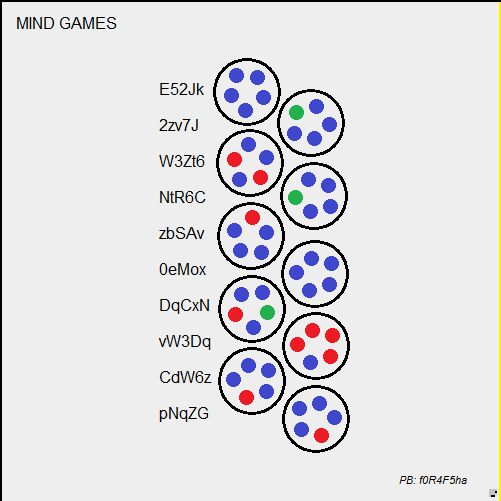 MIND GAMES
E52Jk
2zv7J
W3Zt6
NtR6C
zbSAv
0eMox
DqCxN
vW3Dq
CdW6z
pNqZG
PB: f0R4F5ha